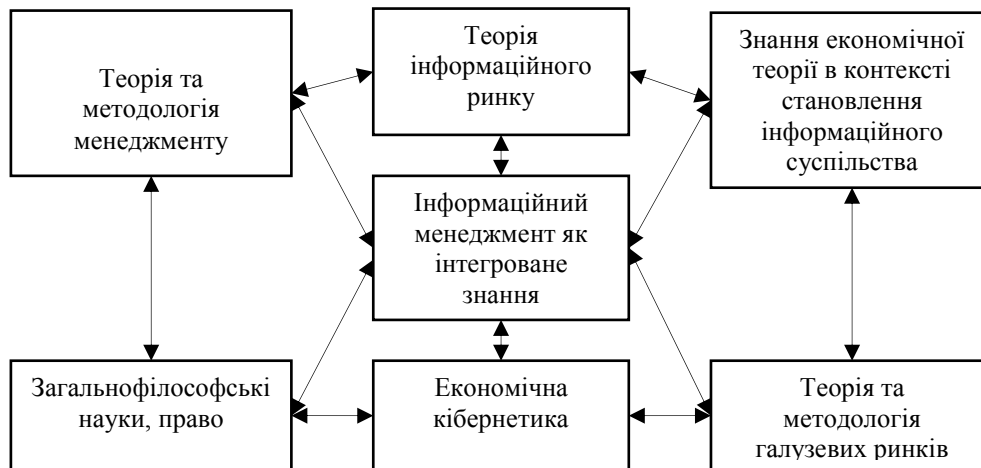 Теорія та
методологія
менеджменту
Теорія
інформаційного
ринку
Знання економічної
теорії в контексті
становлення
інформаційного
суспільства
Інформаційний
менеджмент як
інтегроване
знання
Загальнофілософські
науки, право
Економічна
кібернетика
Теорія та
методологія
галузевих ринків